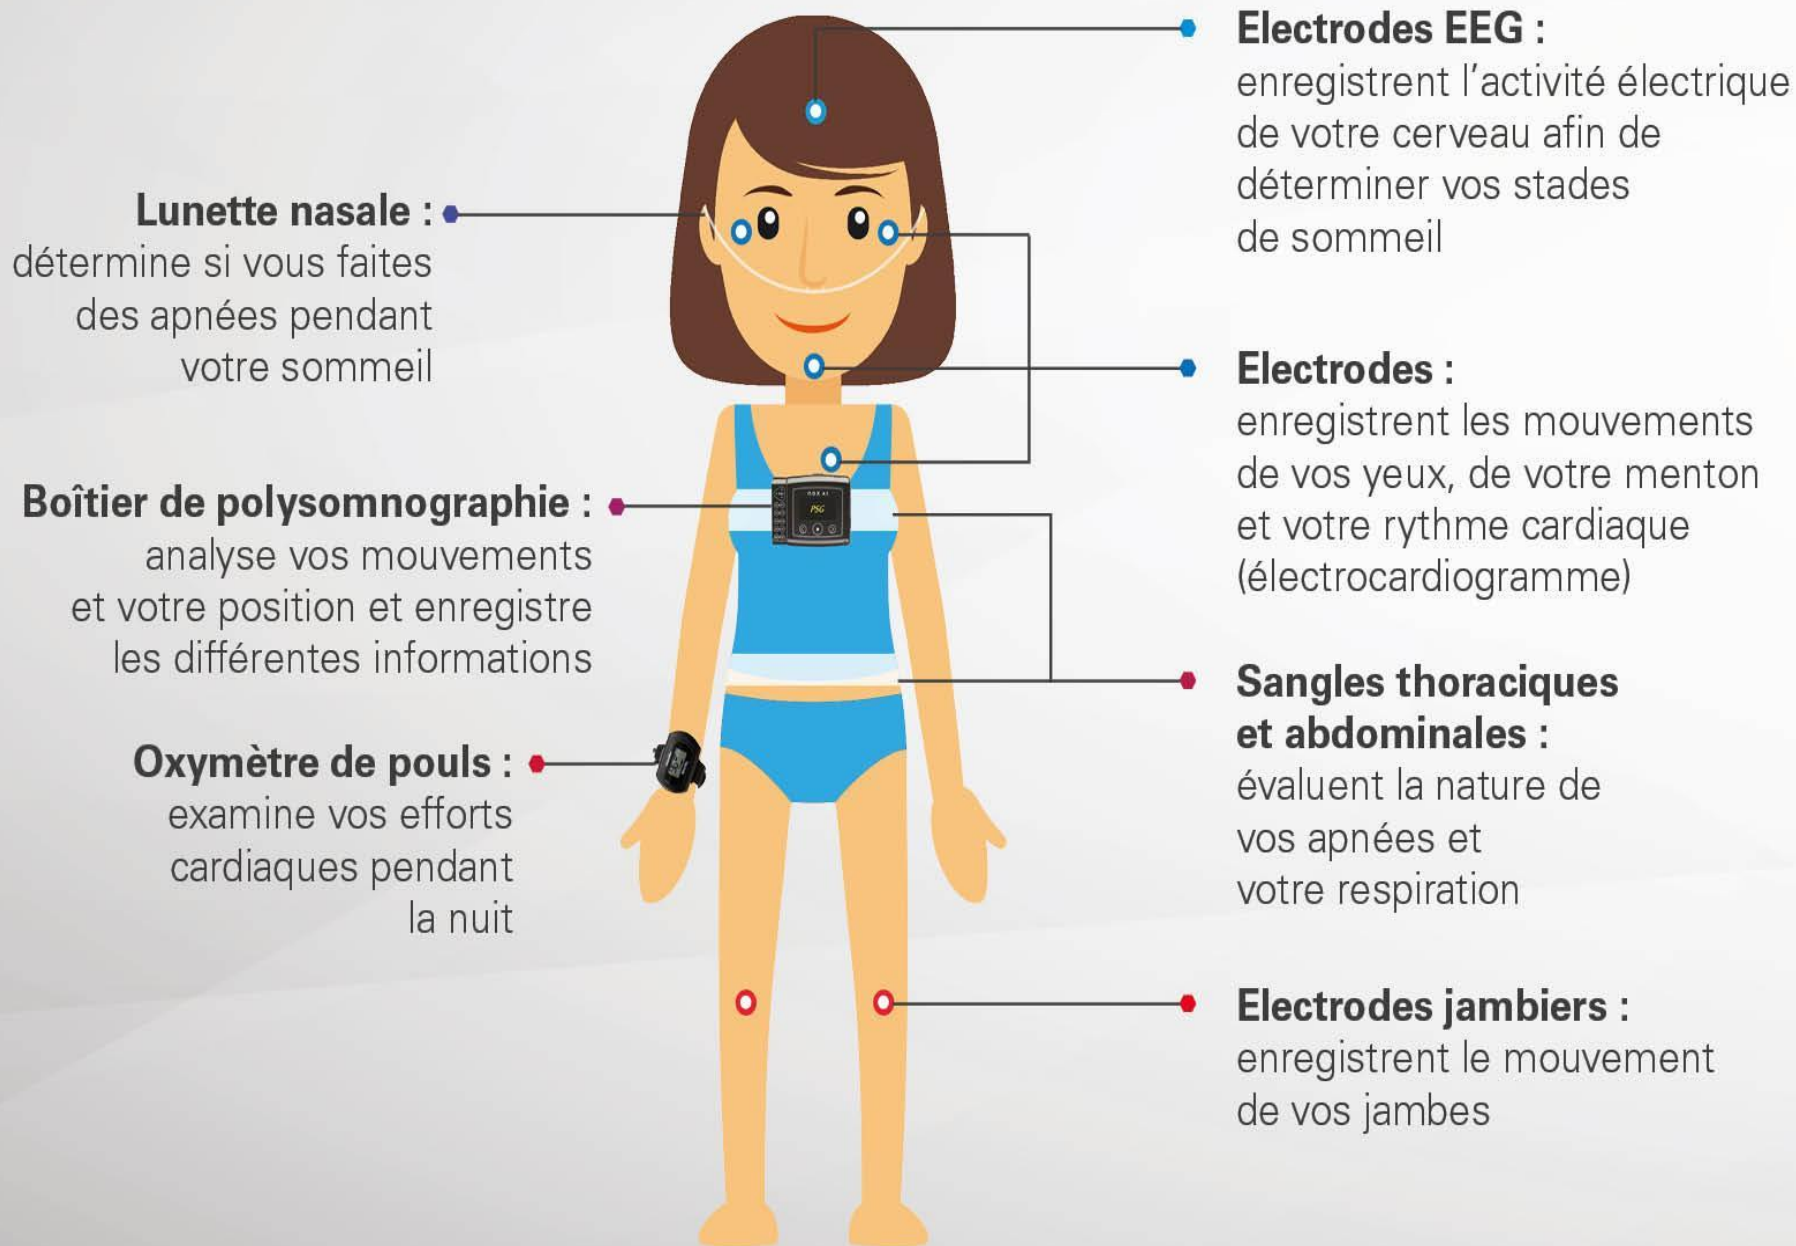 Electrodes EEG :
enregistrent l'activité électrique
de votre cerveau afin de
déterminer vos stades
de sommeil
Lunette nasale :
détermine si vous faites
des apnées pendant
votre sommeil
Electrodes :
enregistrent les mouvements
de vos yeux, de votre menton
et votre rythme cardiaque
(électrocardiogramme)
Boîtier de polysomnographie :
analyse vos mouvements
et votre position et enregistre
les différentes informations
PSG
Sangles thoraciques
et abdominales :
évaluent la nature de
vos apnées et
votre respiration
Oxymètre de pouls :
examine vos efforts
cardiaques pendant
la nuit
Electrodes jambiers :
enregistrent le mouvement
de vos jambes